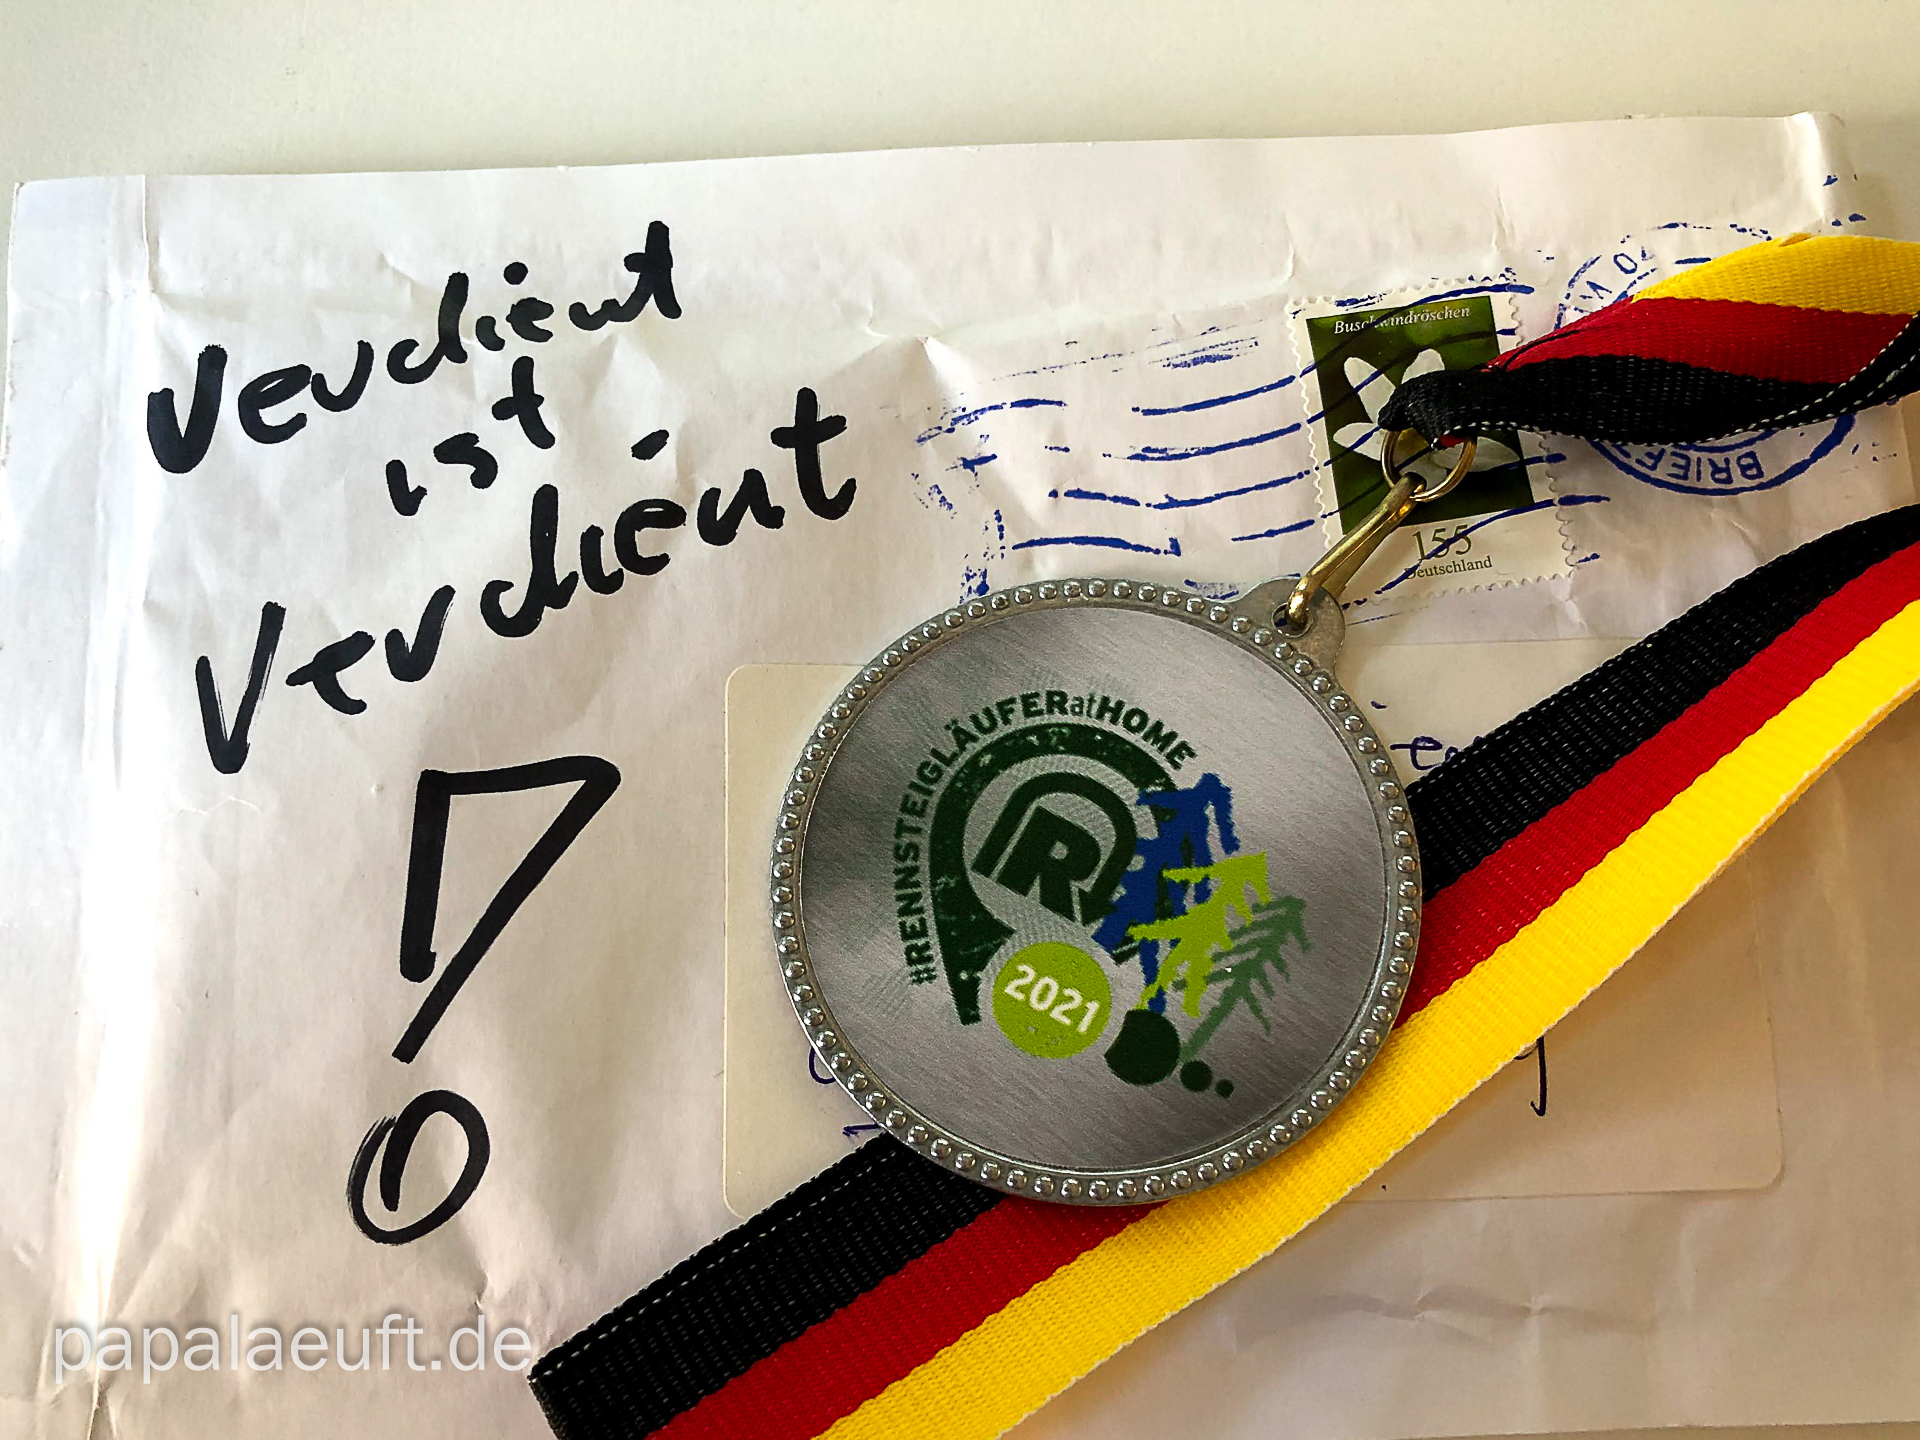 Verdient
ist
Verdient
!
Buschwindröschen
155
Deutschland
BRIEF
#RENNSTEIGLÄUFERatHOME
R
2021
papalaeuft.de